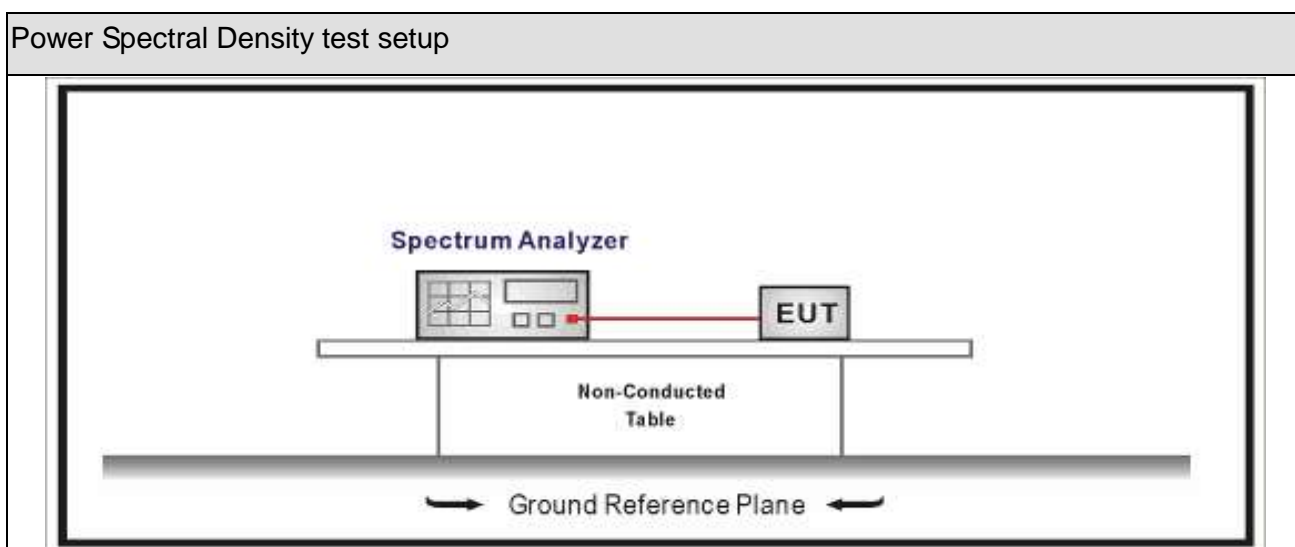 Power Spectral Density test setup
Spectrum Analyzer
EUT
Non-Conducted
Table
Ground Reference Plane